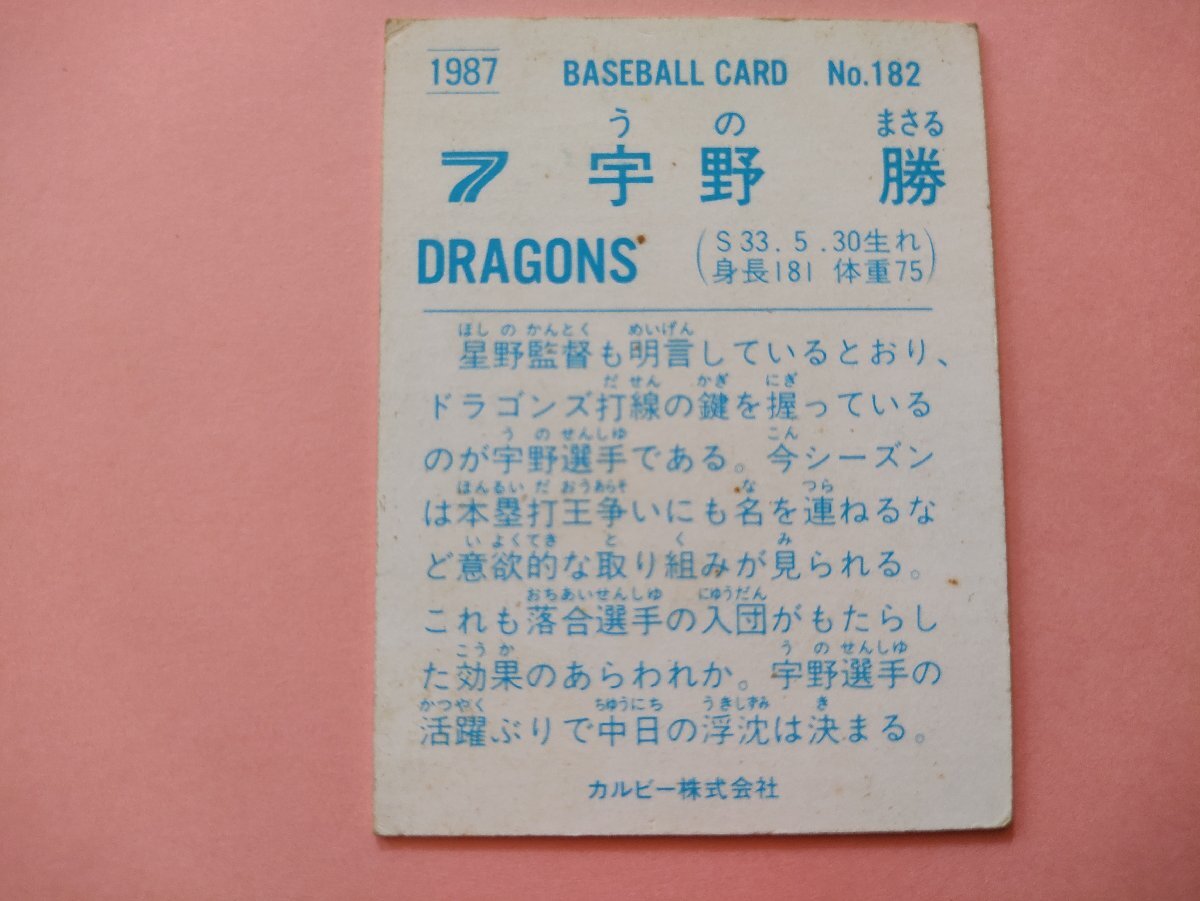 1987 BASEBALL CARD No.182
うの まさる
7 宇野 勝
DRAGONS
(S33.5.30生れ
身長181 体重75)
ほしのかんとく めいげん
星野監督も明言しているとおり、
だせん かぎ にぎ
ドラゴンズ打線の鍵を握っている
うのせんしゆ こん
のが宇野選手である。今シーズン
ほんるいだおうあらそ な つら
は本塁打王争いにも名を連ねるな
いよくてき と く み
ど意欲的な取り組みが見られる。
おちあいせんしゆ にゆうだん
これも落合選手の入団がもたらし
こうか うのせんしゆ
た効果のあらわれか。宇野選手の
かつやく ちゆうにち うきしずみ き
活躍ぶりで中日の浮沈は決まる。
カルビー株式会社